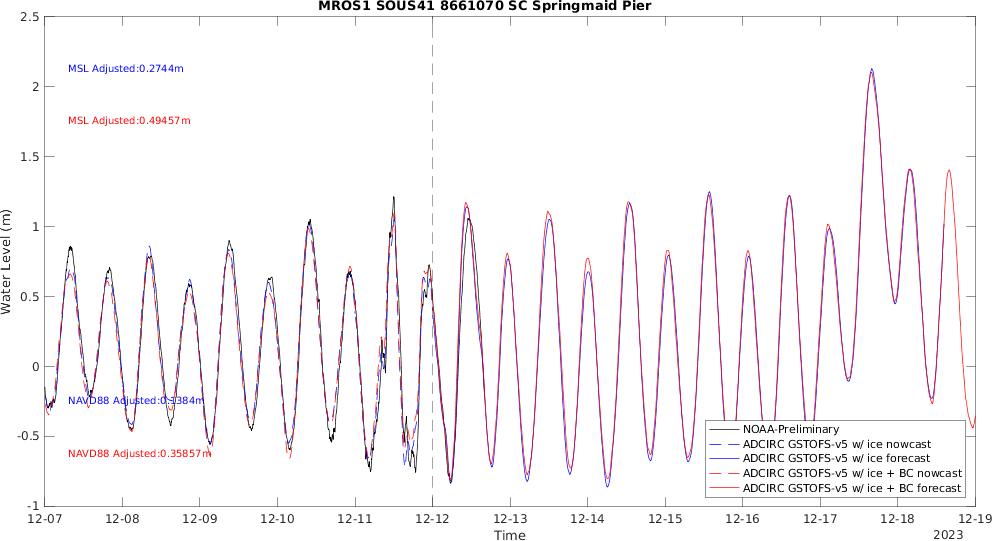 MROS1 SOUS41 8661070 SC Springmaid Pier
2.5
2
1.5
1
0.5
0
-0.5
-1
Water Level (m)
MSL Adjusted:0.2744m
MSL Adjusted:0.49457m
NAVD88 Adjusted:0.1384m
NAVD88 Adjusted:0.35857m
NOAA-Preliminary
ADCIRC GSTOFS-v5 w/ ice nowcast
ADCIRC GSTOFS-v5 w/ ice forecast
ADCIRC GSTOFS-v5 w/ ice + BC nowcast
ADCIRC GSTOFS-v5 w/ ice + BC forecast
12-07 12-08 12-09 12-10 12-11 12-12 12-13 12-14 12-15 12-16 12-17 12-18 12-19
Time
2023